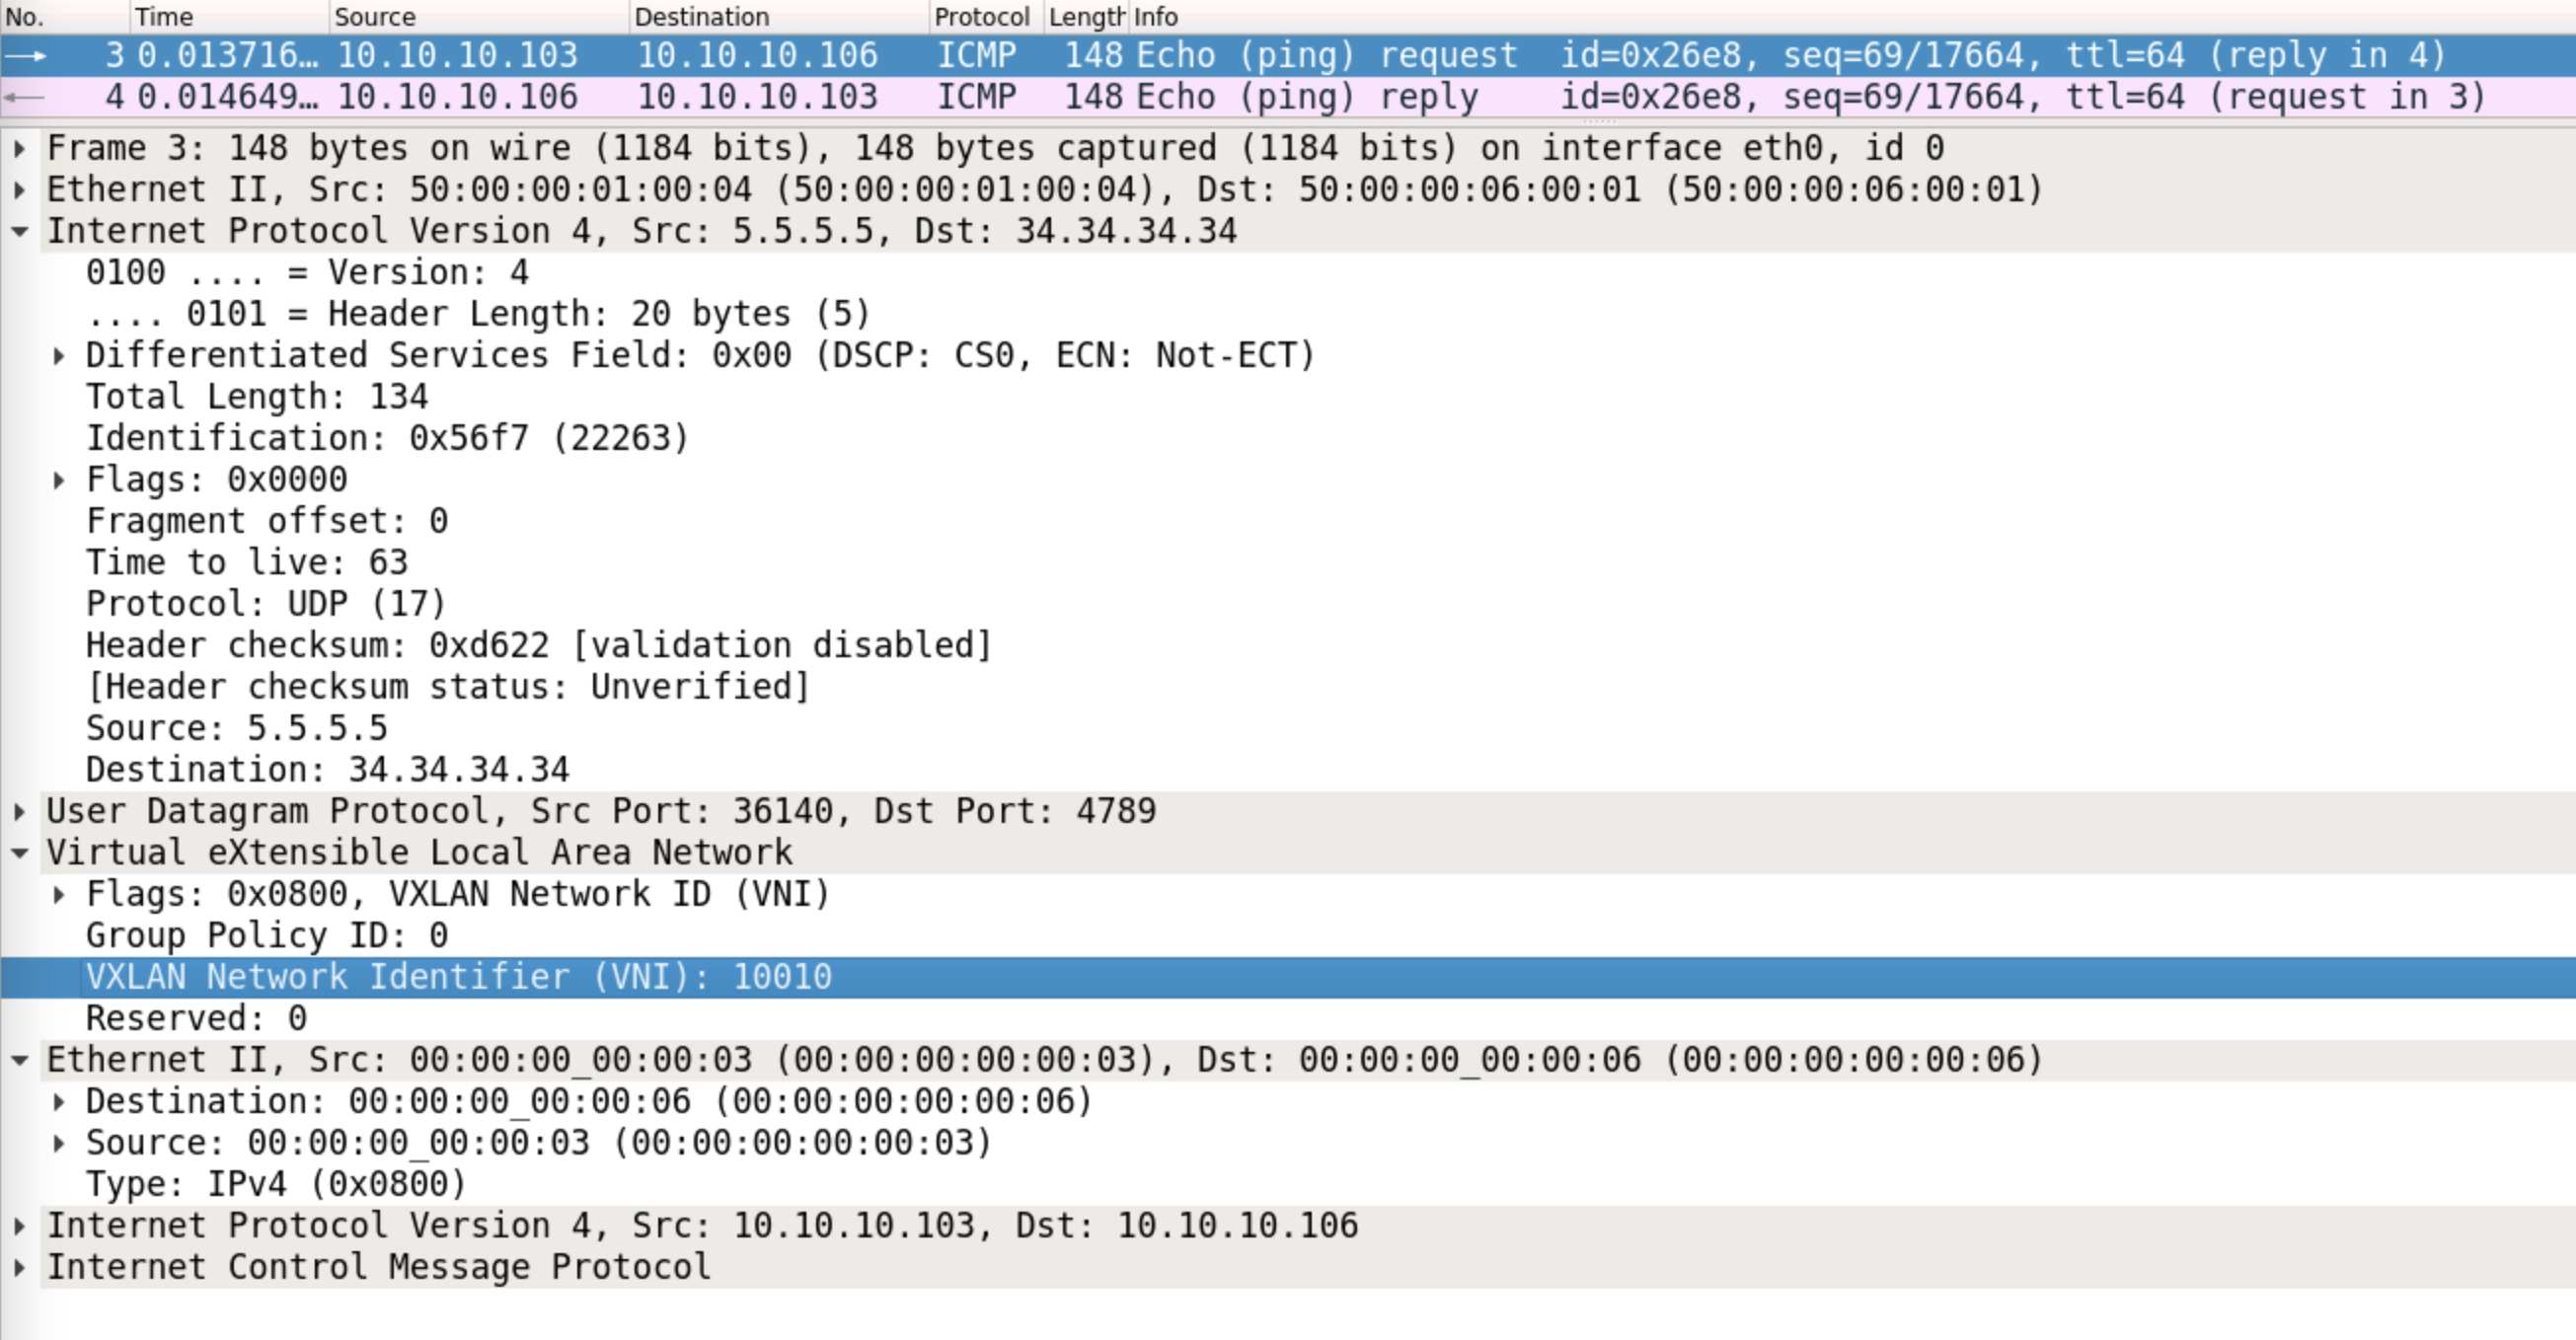 No. Time Source Destination Protocol Length Info
3 0.013716… 10.10.10.103 10.10.10.106 ICMP 148 Echo (ping) request id=0x26e8, seq=69/17664, ttl=64 (reply in 4)
4 0.014649… 10.10.10.106 10.10.10.103 ICMP 148 Echo (ping) reply id=0x26e8, seq=69/17664, ttl=64 (request in 3)
Frame 3: 148 bytes on wire (1184 bits), 148 bytes captured (1184 bits) on interface eth0, id 0
Ethernet II, Src: 50:00:00:01:00:04 (50:00:00:01:00:04), Dst: 50:00:00:06:00:01 (50:00:00:06:00:01)
Internet Protocol Version 4, Src: 5.5.5.5, Dst: 34.34.34.34
0100 .... = Version: 4
.... 0101 = Header Length: 20 bytes (5)
Differentiated Services Field: 0x00 (DSCP: CS0, ECN: Not-ECT)
Total Length: 134
Identification: 0x56f7 (22263)
Flags: 0x0000
Fragment offset: 0
Time to live: 63
Protocol: UDP (17)
Header checksum: 0xd622 [validation disabled]
[Header checksum status: Unverified]
Source: 5.5.5.5
Destination: 34.34.34.34
User Datagram Protocol, Src Port: 36140, Dst Port: 4789
Virtual eXtensible Local Area Network
Flags: 0x0800, VXLAN Network ID (VNI)
Group Policy ID: 0
VXLAN Network Identifier (VNI): 10010
Reserved: 0
Ethernet II, Src: 00:00:00_00:00:03 (00:00:00:00:00:03), Dst: 00:00:00_00:00:06 (00:00:00:00:00:06)
Destination: 00:00:00_00:00:06 (00:00:00:00:00:06)
Source: 00:00:00_00:00:03 (00:00:00:00:00:03)
Type: IPv4 (0x0800)
Internet Protocol Version 4, Src: 10.10.10.103, Dst: 10.10.10.106
Internet Control Message Protocol